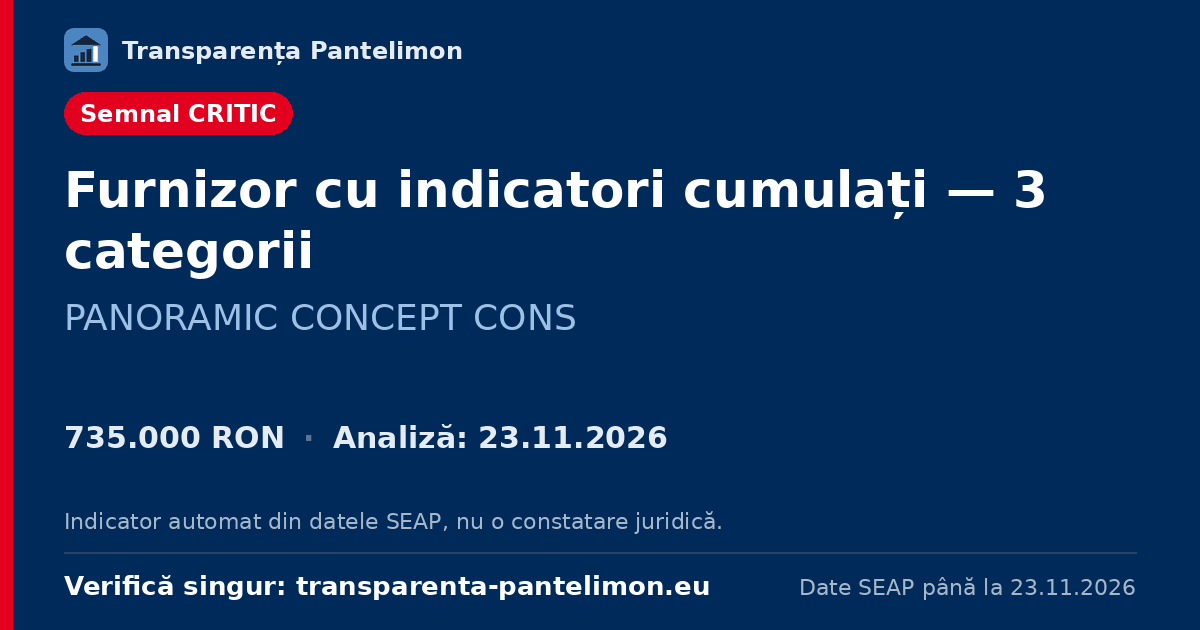 Transparența Pantelimon
Semnal CRITIC
Furnizor cu indicatori cumulați — 3
categorii
PANORAMIC CONCEPT CONS
735.000 RON · Analiză: 23.11.2026
Indicator automat din datele SEAP, nu o constatare juridică.
Verifică singur: transparenta-pantelimon.eu
Date SEAP până la 23.11.2026